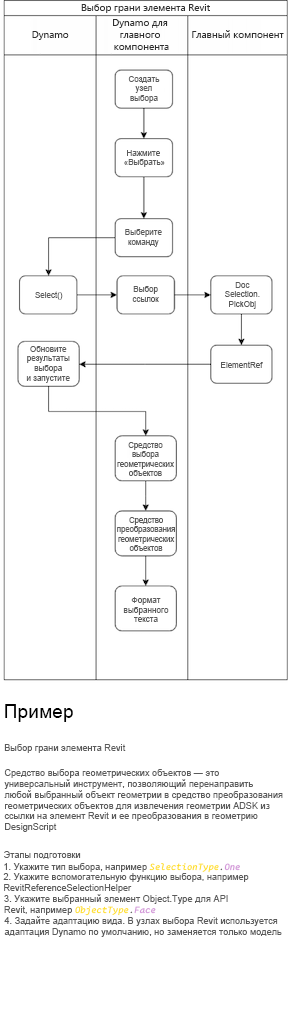 Выбор грани элемента Revit
Dynamo
Dynamo для
главного
компонента
Главный компонент
Создать
узел
выбора
Нажмите
«Выбрать»
Выберите
команду
Select()
Выбор
ссылок
Doc
Selection.
PickObj
Обновите
результаты
выбора
и запустите
ElementRef
Средство
выбора
геометрических
объектов
Средство
преобразования
геометрических
объектов
Формат
выбранного
текста
Пример
Выбор грани элемента Revit
Средство выбора геометрических объектов — это
универсальный инструмент, позволяющий перенаправить
любой выбранный объект геометрии в средство преобразования
геометрических объектов для извлечения геометрии ADSK из
ссылки на элемент Revit и ее преобразования в геометрию
DesignScript
Этапы подготовки
1. Укажите тип выбора, например SelectionType.One
2. Укажите вспомогательную функцию выбора, например
RevitReferenceSelectionHelper
3. Укажите выбранный элемент Object.Type для API
Revit, например ObjectType.Face
4. Задайте адаптацию вида. В узлах выбора Revit используется
адаптация Dynamo по умолчанию, но заменяется только модель